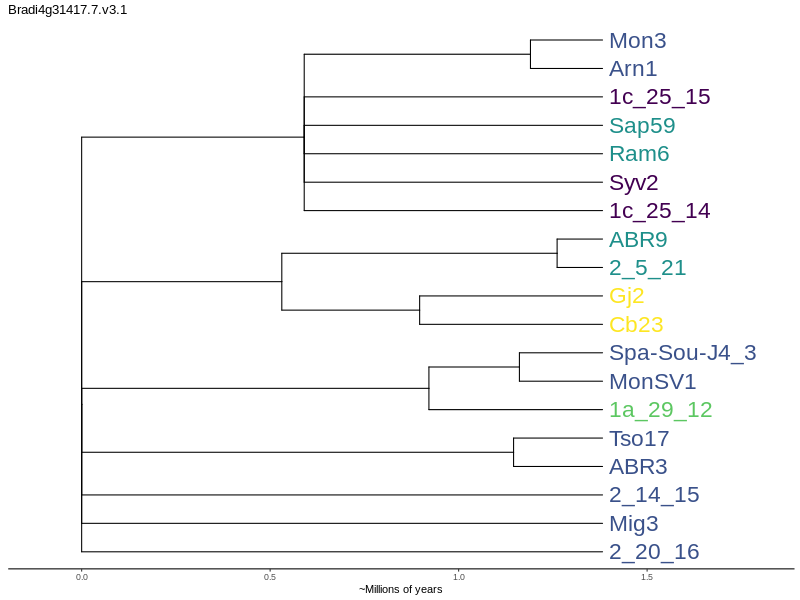 Bradi4g31417.7.v3.1
Mon3
Arn1
1c_25_15
Sap59
Ram6
Syv2
1c_25_14
ABR9
2_5_21
Gj2
Cb23
Spa-Sou-J4_3
MonSV1
1a_29_12
Tso17
ABR3
2_14_15
Mig3
2_20_16
0.0 0.5 1.0 1.5
~Millions of years